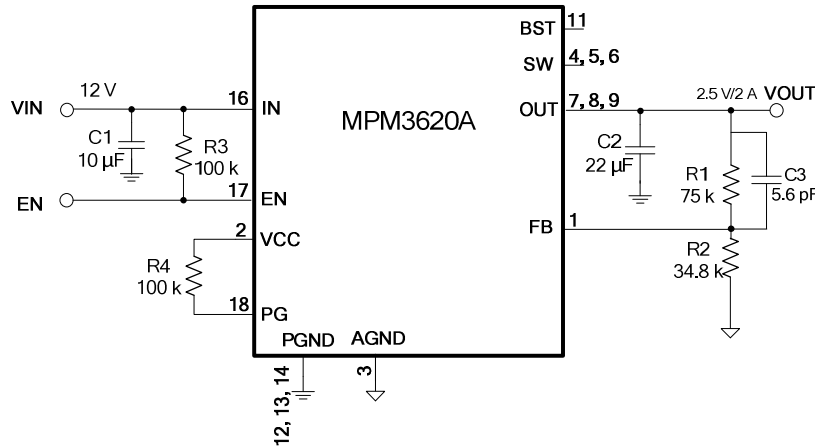 BST
11
SW
4, 5, 6
VIN
12 V
16
IN
MPM3620A
OUT
7, 8, 9
2.5 V/2 A
VOUT
C1
10 µF
R3
100 k
C2
22 µF
R1
75 k
C3
5.6 pF
EN
17
EN
2
VCC
FB
1
R2
34.8 k
R4
100 k
18
PG
PGND
AGND
12, 13, 14
3